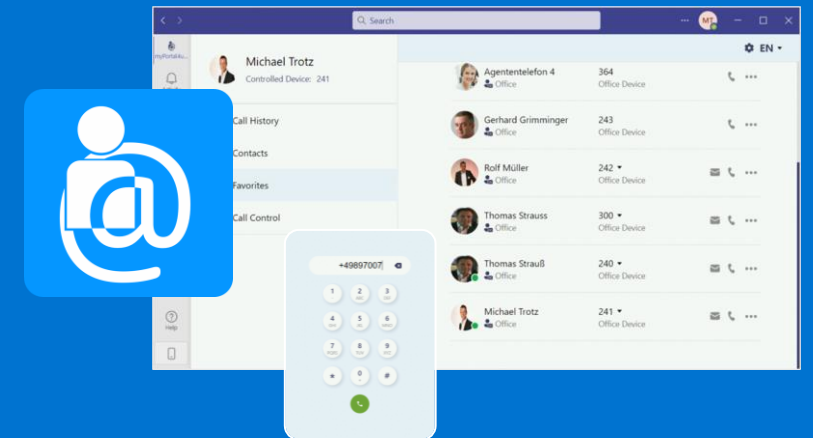 Search
MT
myPortalku...
EN
Michael Trotz
Controlled Device: 241
Call History
Contacts
Favorites
Call Control
Help
Agententelefon 4 364
Office Office Device
Gerhard Grimminger 243
Office Office Device
Rolf Müller 242
Office Office Device
Thomas Strauss 300
Office Office Device
Thomas Strauß 240
Office Office Device
Michael Trotz 241
Office Office Device
+49897007
1 2 3
4 5 6
7 8 9
* 0 #